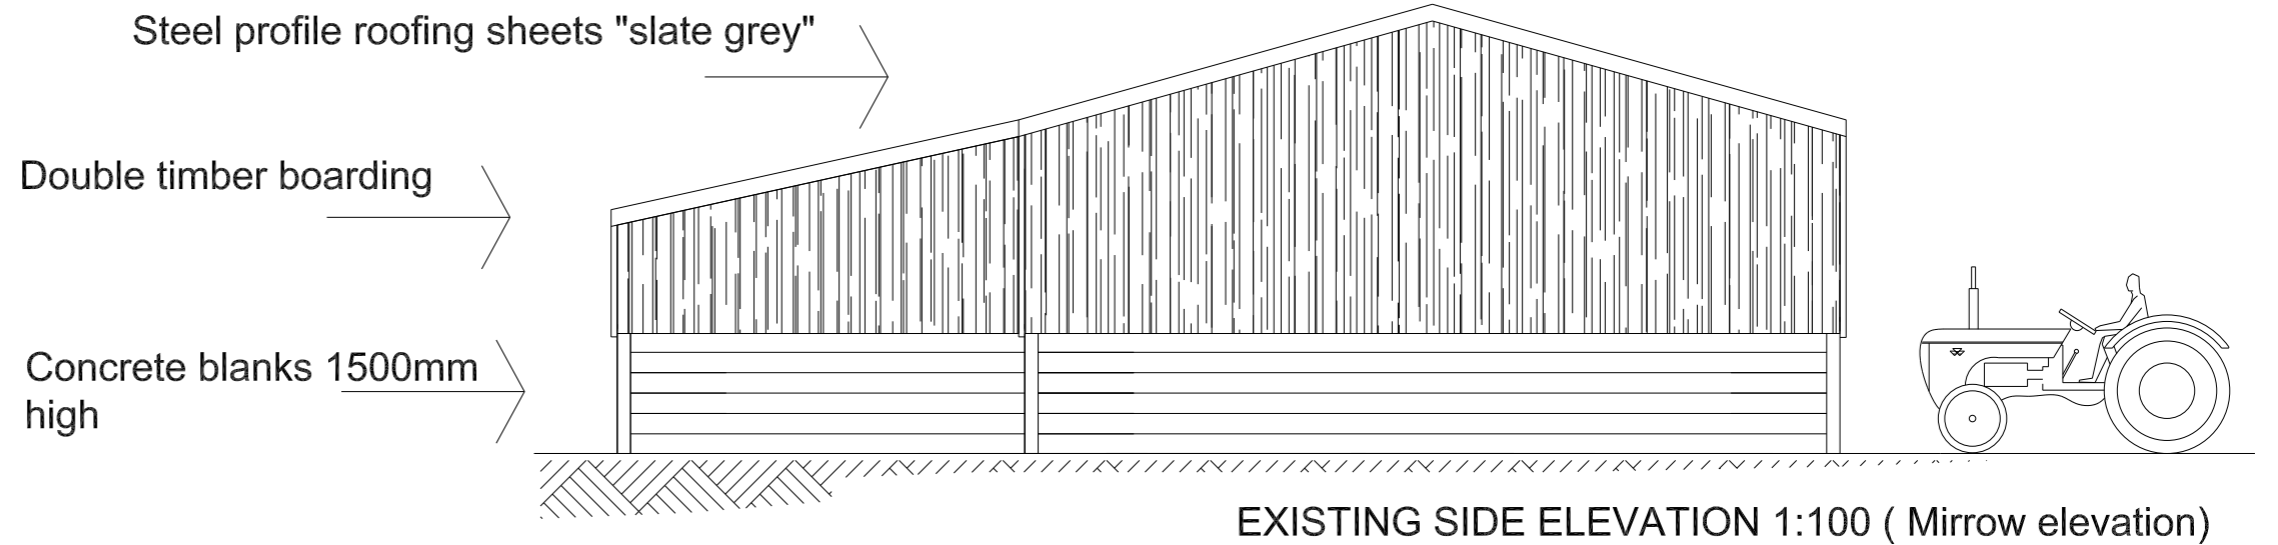 Steel profile roofing sheets "slate grey"
Double timber boarding
Concrete blanks 1500mm
high
EXISTING SIDE ELEVATION 1:100 ( Mirrow elevation)